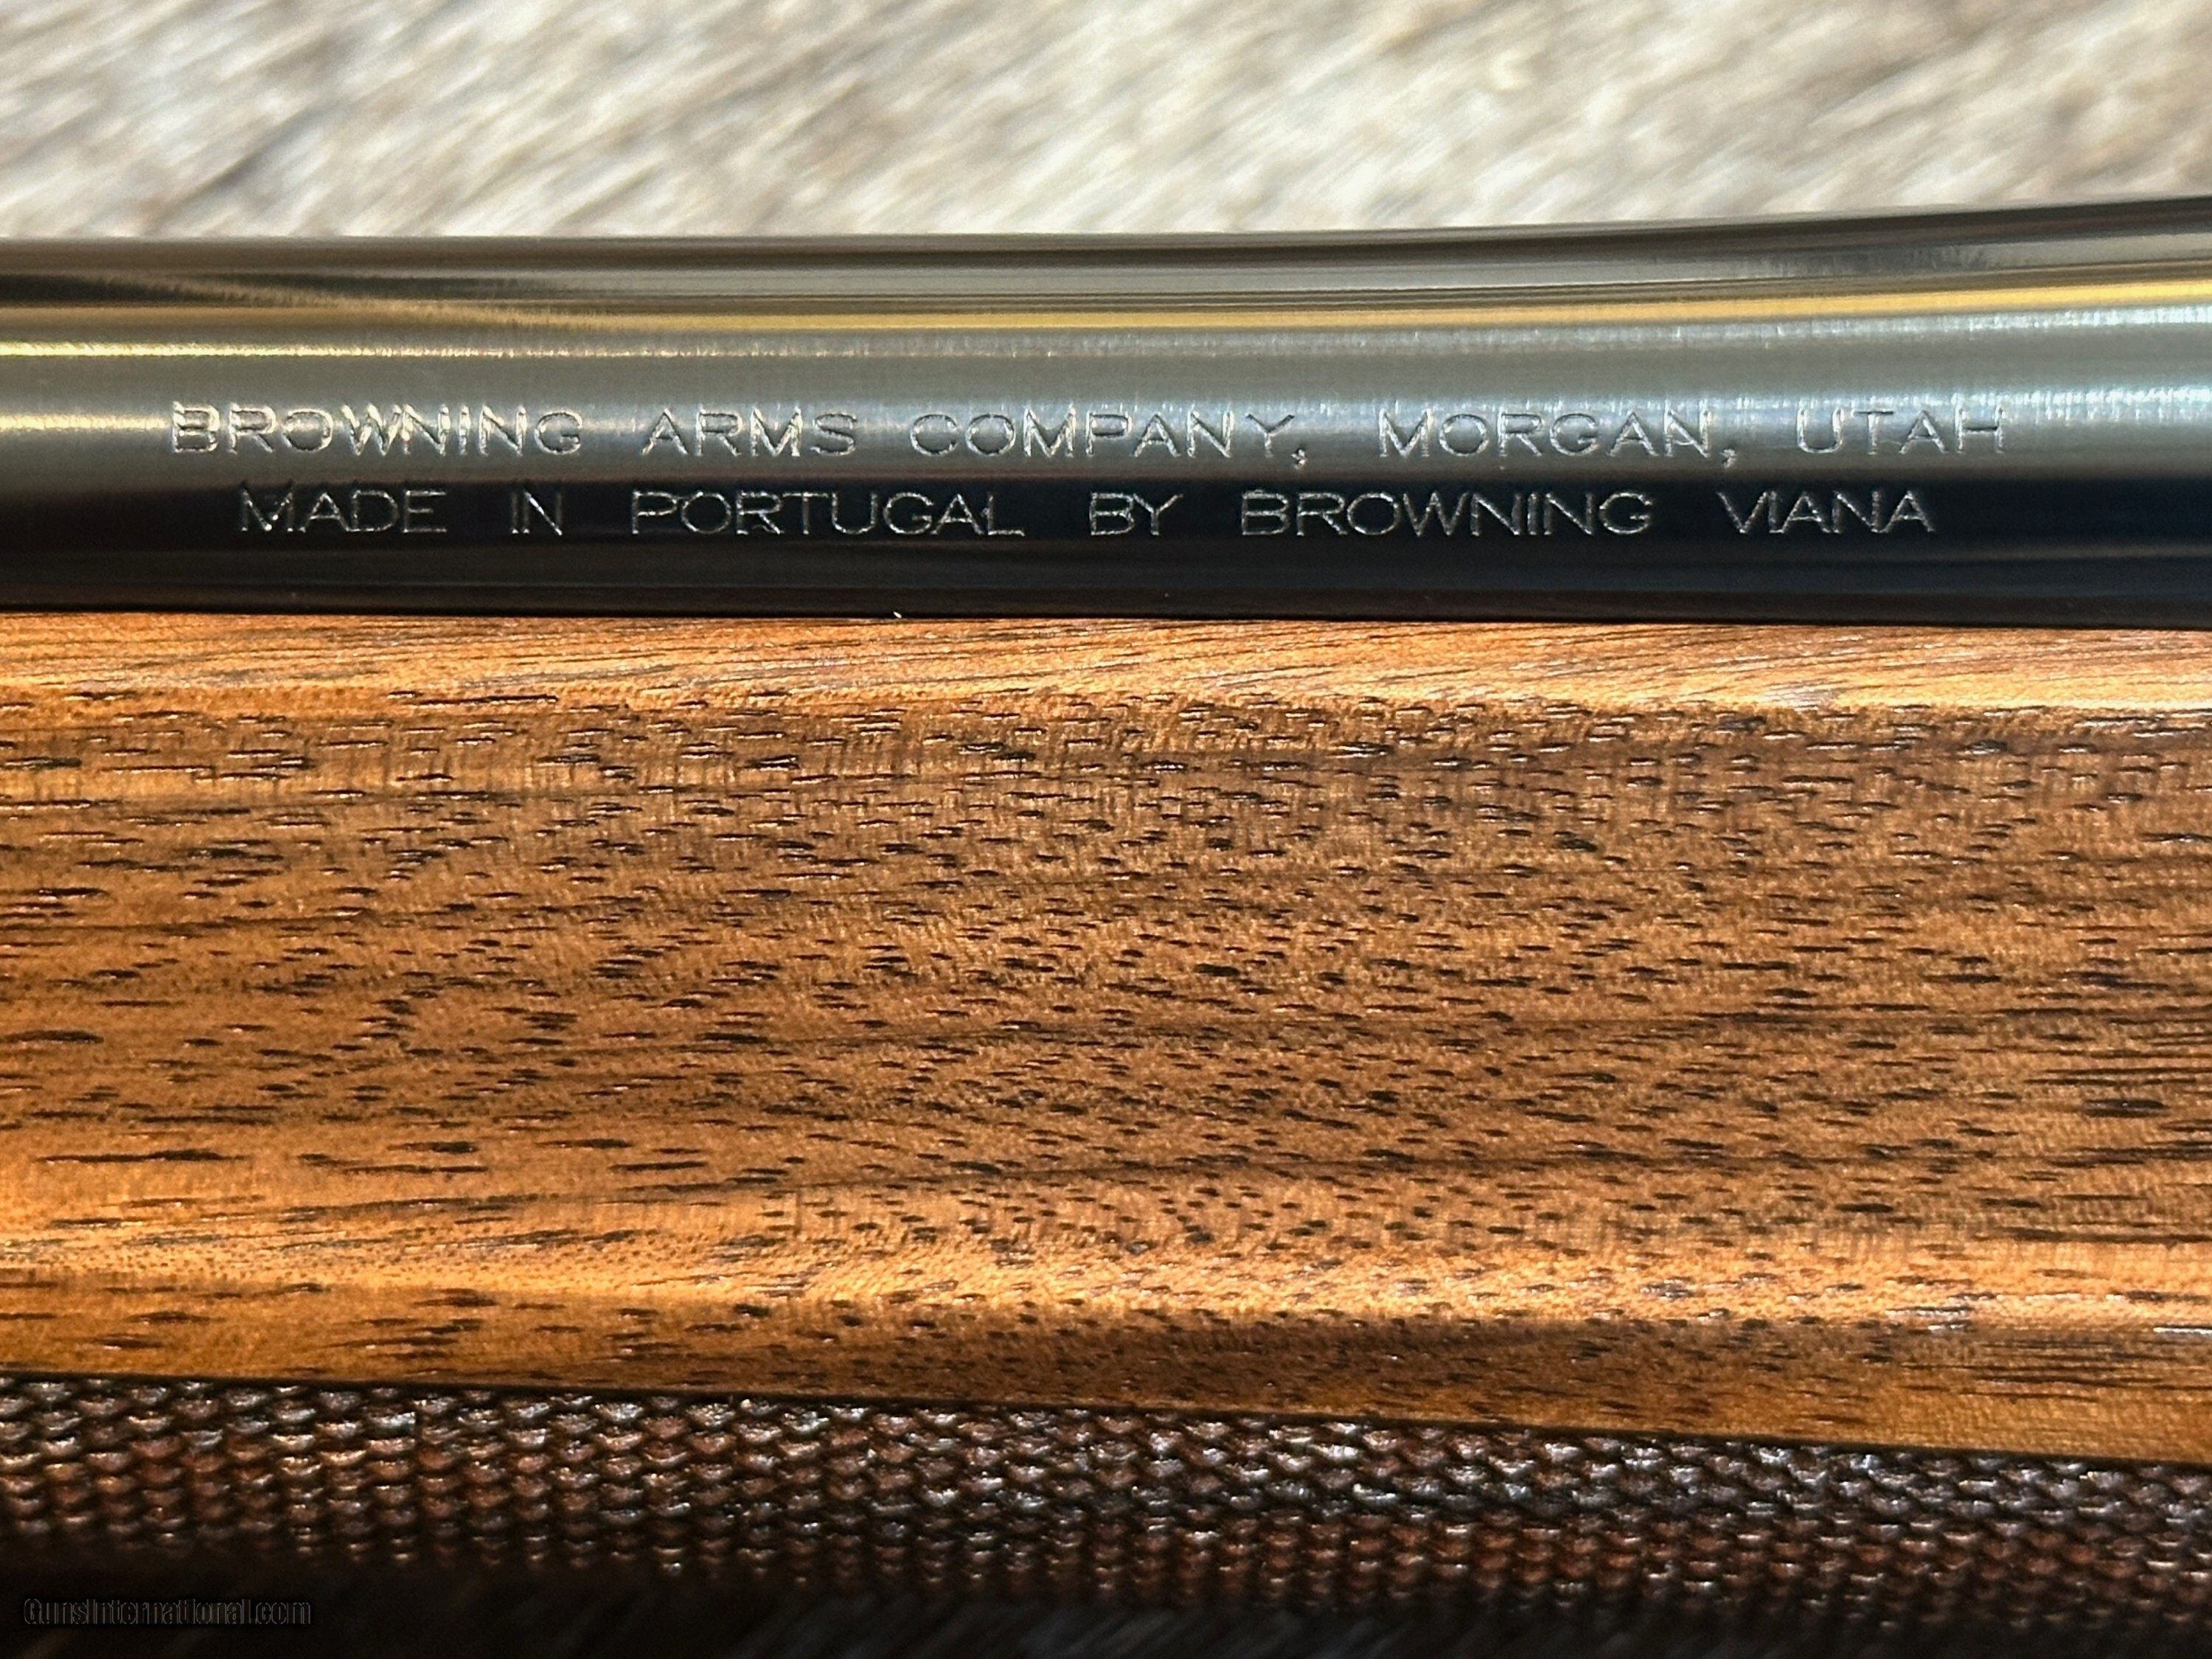 BROWNING ARMS COMPANY, MORGAN, UTAH
MADE IN PORTUGAL BY BROWNING VIANA
GunsInternational.com